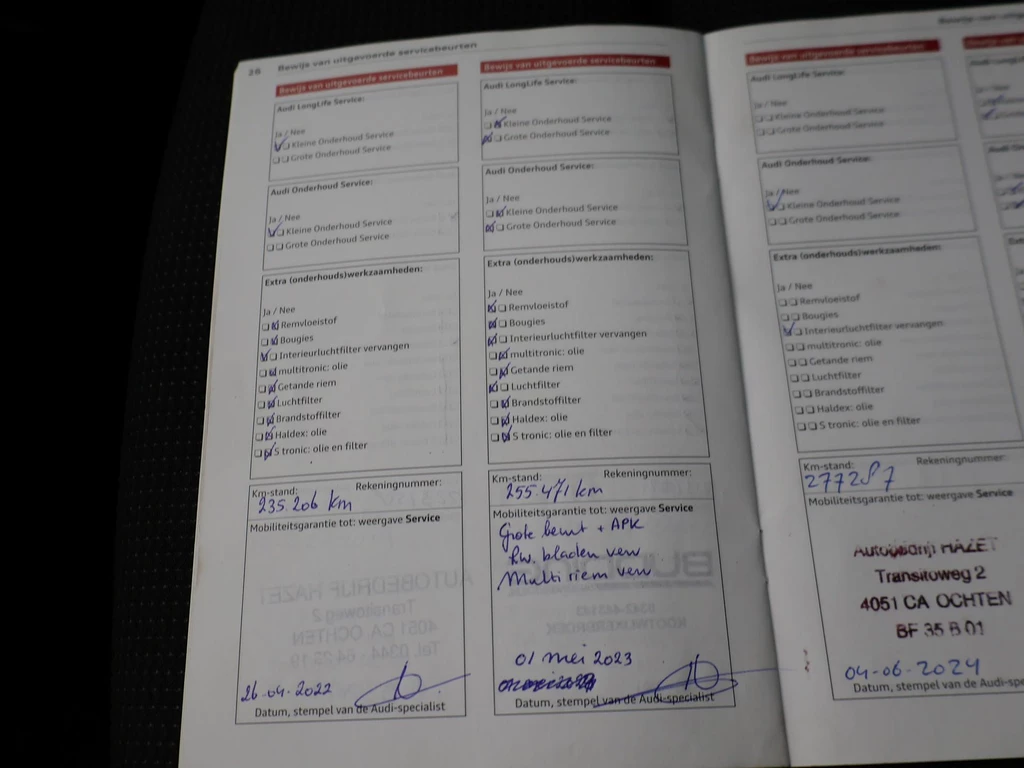 26 Bewijs van uitgevoerde servicebeurten
Bewijs van uitgevoerde servicebeurten
Audi LongLife Service:
Ja / Nee
Kleine Onderhoud Service
Grote Onderhoud Service
Audi Onderhoud Service:
Ja / Nee
Kleine Onderhoud Service
Grote Onderhoud Service
Extra (onderhouds)werkzaamheden:
Ja / Nee
Remvloeistof
Bougies
Interieurluchtfilter vervangen
multitronic: olie
Getande riem
Luchtfilter
Brandstoffilter
Haldex: olie
S tronic: olie en filter
Km-stand: Rekeningnummer:
235.206 km
Mobiliteitsgarantie tot: weergave Service
26-04-2022
Datum, stempel van de Audi-specialist
Bewijs van uitgevoerde servicebeurten
Audi LongLife Service:
Ja / Nee
Kleine Onderhoud Service
Grote Onderhoud Service
Audi Onderhoud Service:
Ja / Nee
Kleine Onderhoud Service
Grote Onderhoud Service
Extra (onderhouds)werkzaamheden:
Ja / Nee
Remvloeistof
Bougies
Interieurluchtfilter vervangen
multitronic: olie
Getande riem
Luchtfilter
Brandstoffilter
Haldex: olie
S tronic: olie en filter
Km-stand: Rekeningnummer:
255.471 km
Mobiliteitsgarantie tot: weergave Service
Grote beurt + APK
Rw. bladen verv
Multi riem verv
01 mei 2023
Datum, stempel van de Audi-specialist
Bewijs van uitgevoerde servicebeurten
Audi LongLife Service:
Ja / Nee
Kleine Onderhoud Service
Grote Onderhoud Service
Audi Onderhoud Service:
Ja / Nee
Kleine Onderhoud Service
Grote Onderhoud Service
Extra (onderhouds)werkzaamheden:
Ja / Nee
Remvloeistof
Bougies
Interieurluchtfilter vervangen
multitronic: olie
Getande riem
Luchtfilter
Brandstoffilter
Haldex: olie
S tronic: olie en filter
Km-stand: Rekeningnummer:
277287
Mobiliteitsgarantie tot: weergave Service
Autobedrijf HAZET
Transitoweg 2
4051 CA OCHTEN
BF 35 B 01
04-06-2024
Datum, stempel van de Audi-spe